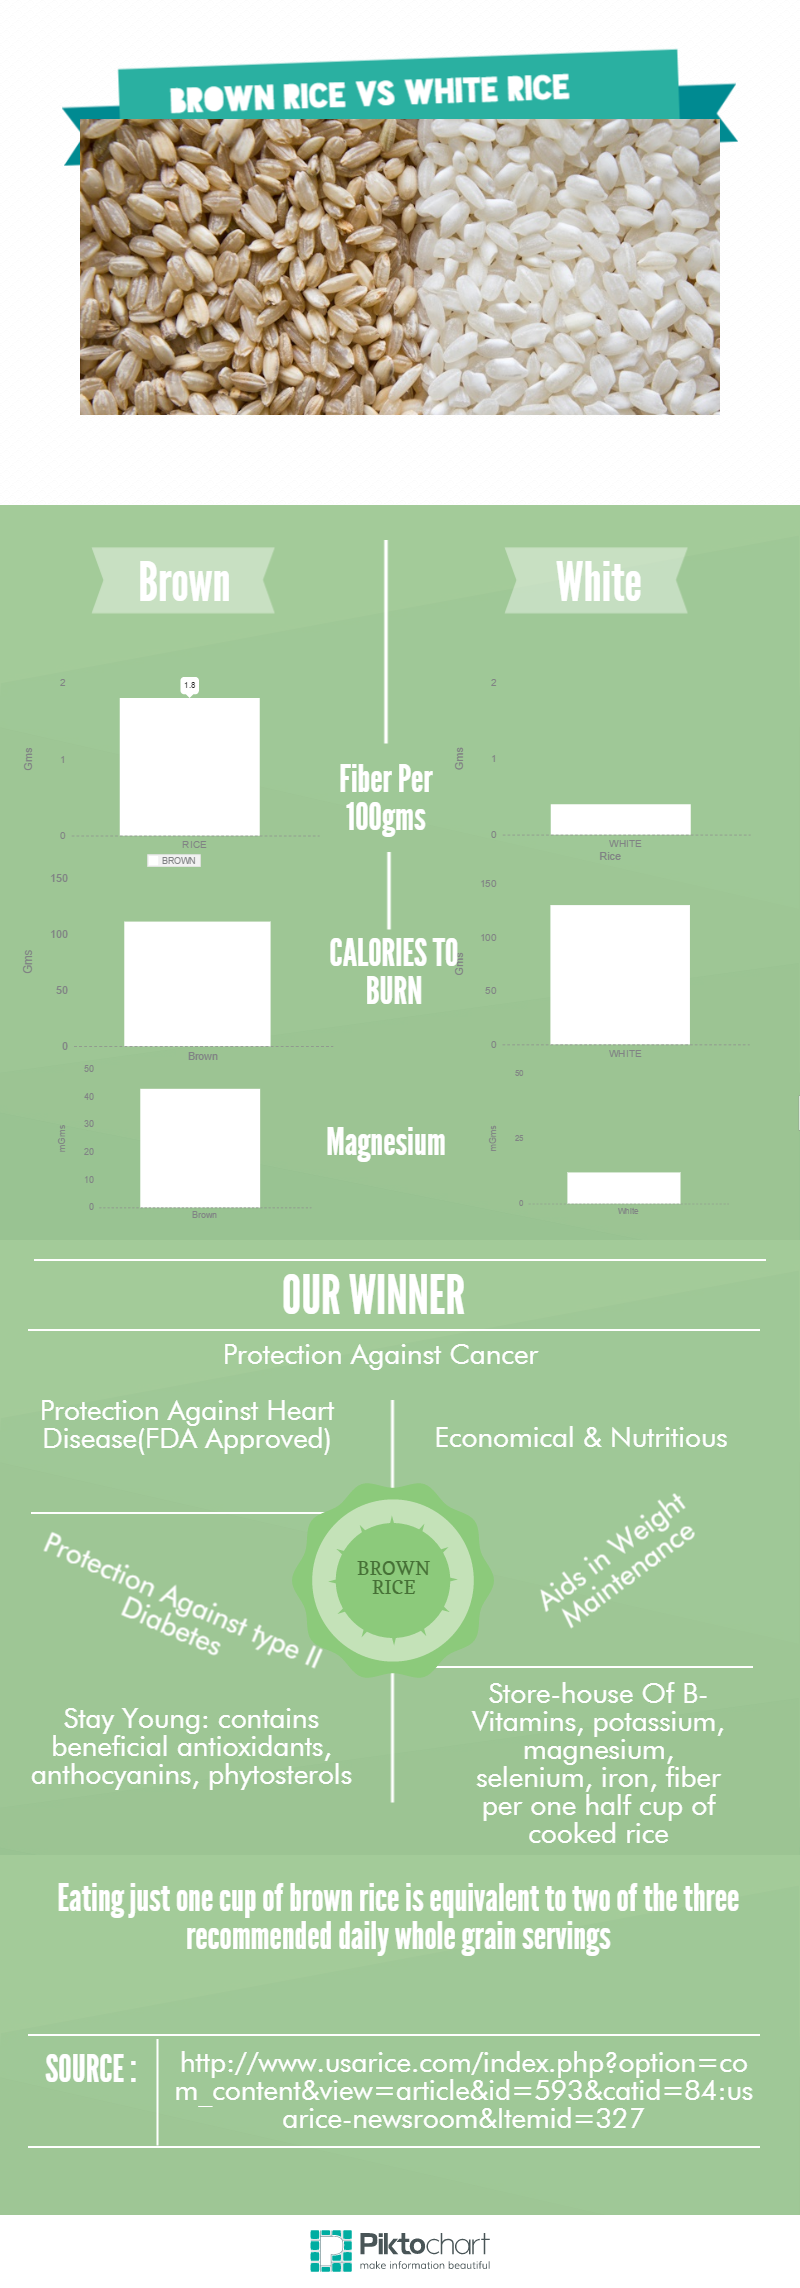 BROWN RICE VS WHITE RICE
Brown
White
2
1.8
Gms
1
0
RICE
BROWN
Fiber Per
100gms
2
Gms
1
0
WHITE
Rice
150
100
Gms
50
0
Brown
CALORIES TO
BURN
150
100
Gms
50
0
WHITE
50
40
30
mGms
20
10
0
Brown
Magnesium
50
mGms
25
0
White
OUR WINNER
Protection Against Cancer
Protection Against Heart
Disease(FDA Approved)
Economical & Nutritious
Protection Against type II
Diabetes
BROWN
RICE
Aids in Weight
Maintenance
Stay Young: contains
beneficial antioxidants,
anthocyanins, phytosterols
Store-house Of B-
Vitamins, potassium,
magnesium,
selenium, iron, fiber
per one half cup of
cooked rice
Eating just one cup of brown rice is equivalent to two of the three
recommended daily whole grain servings
SOURCE :
http://www.usarice.com/index.php?option=co
m_content&view=article&id=593&catid=84:us
arice-newsroom&Itemid=327
Piktochart
make information beautiful